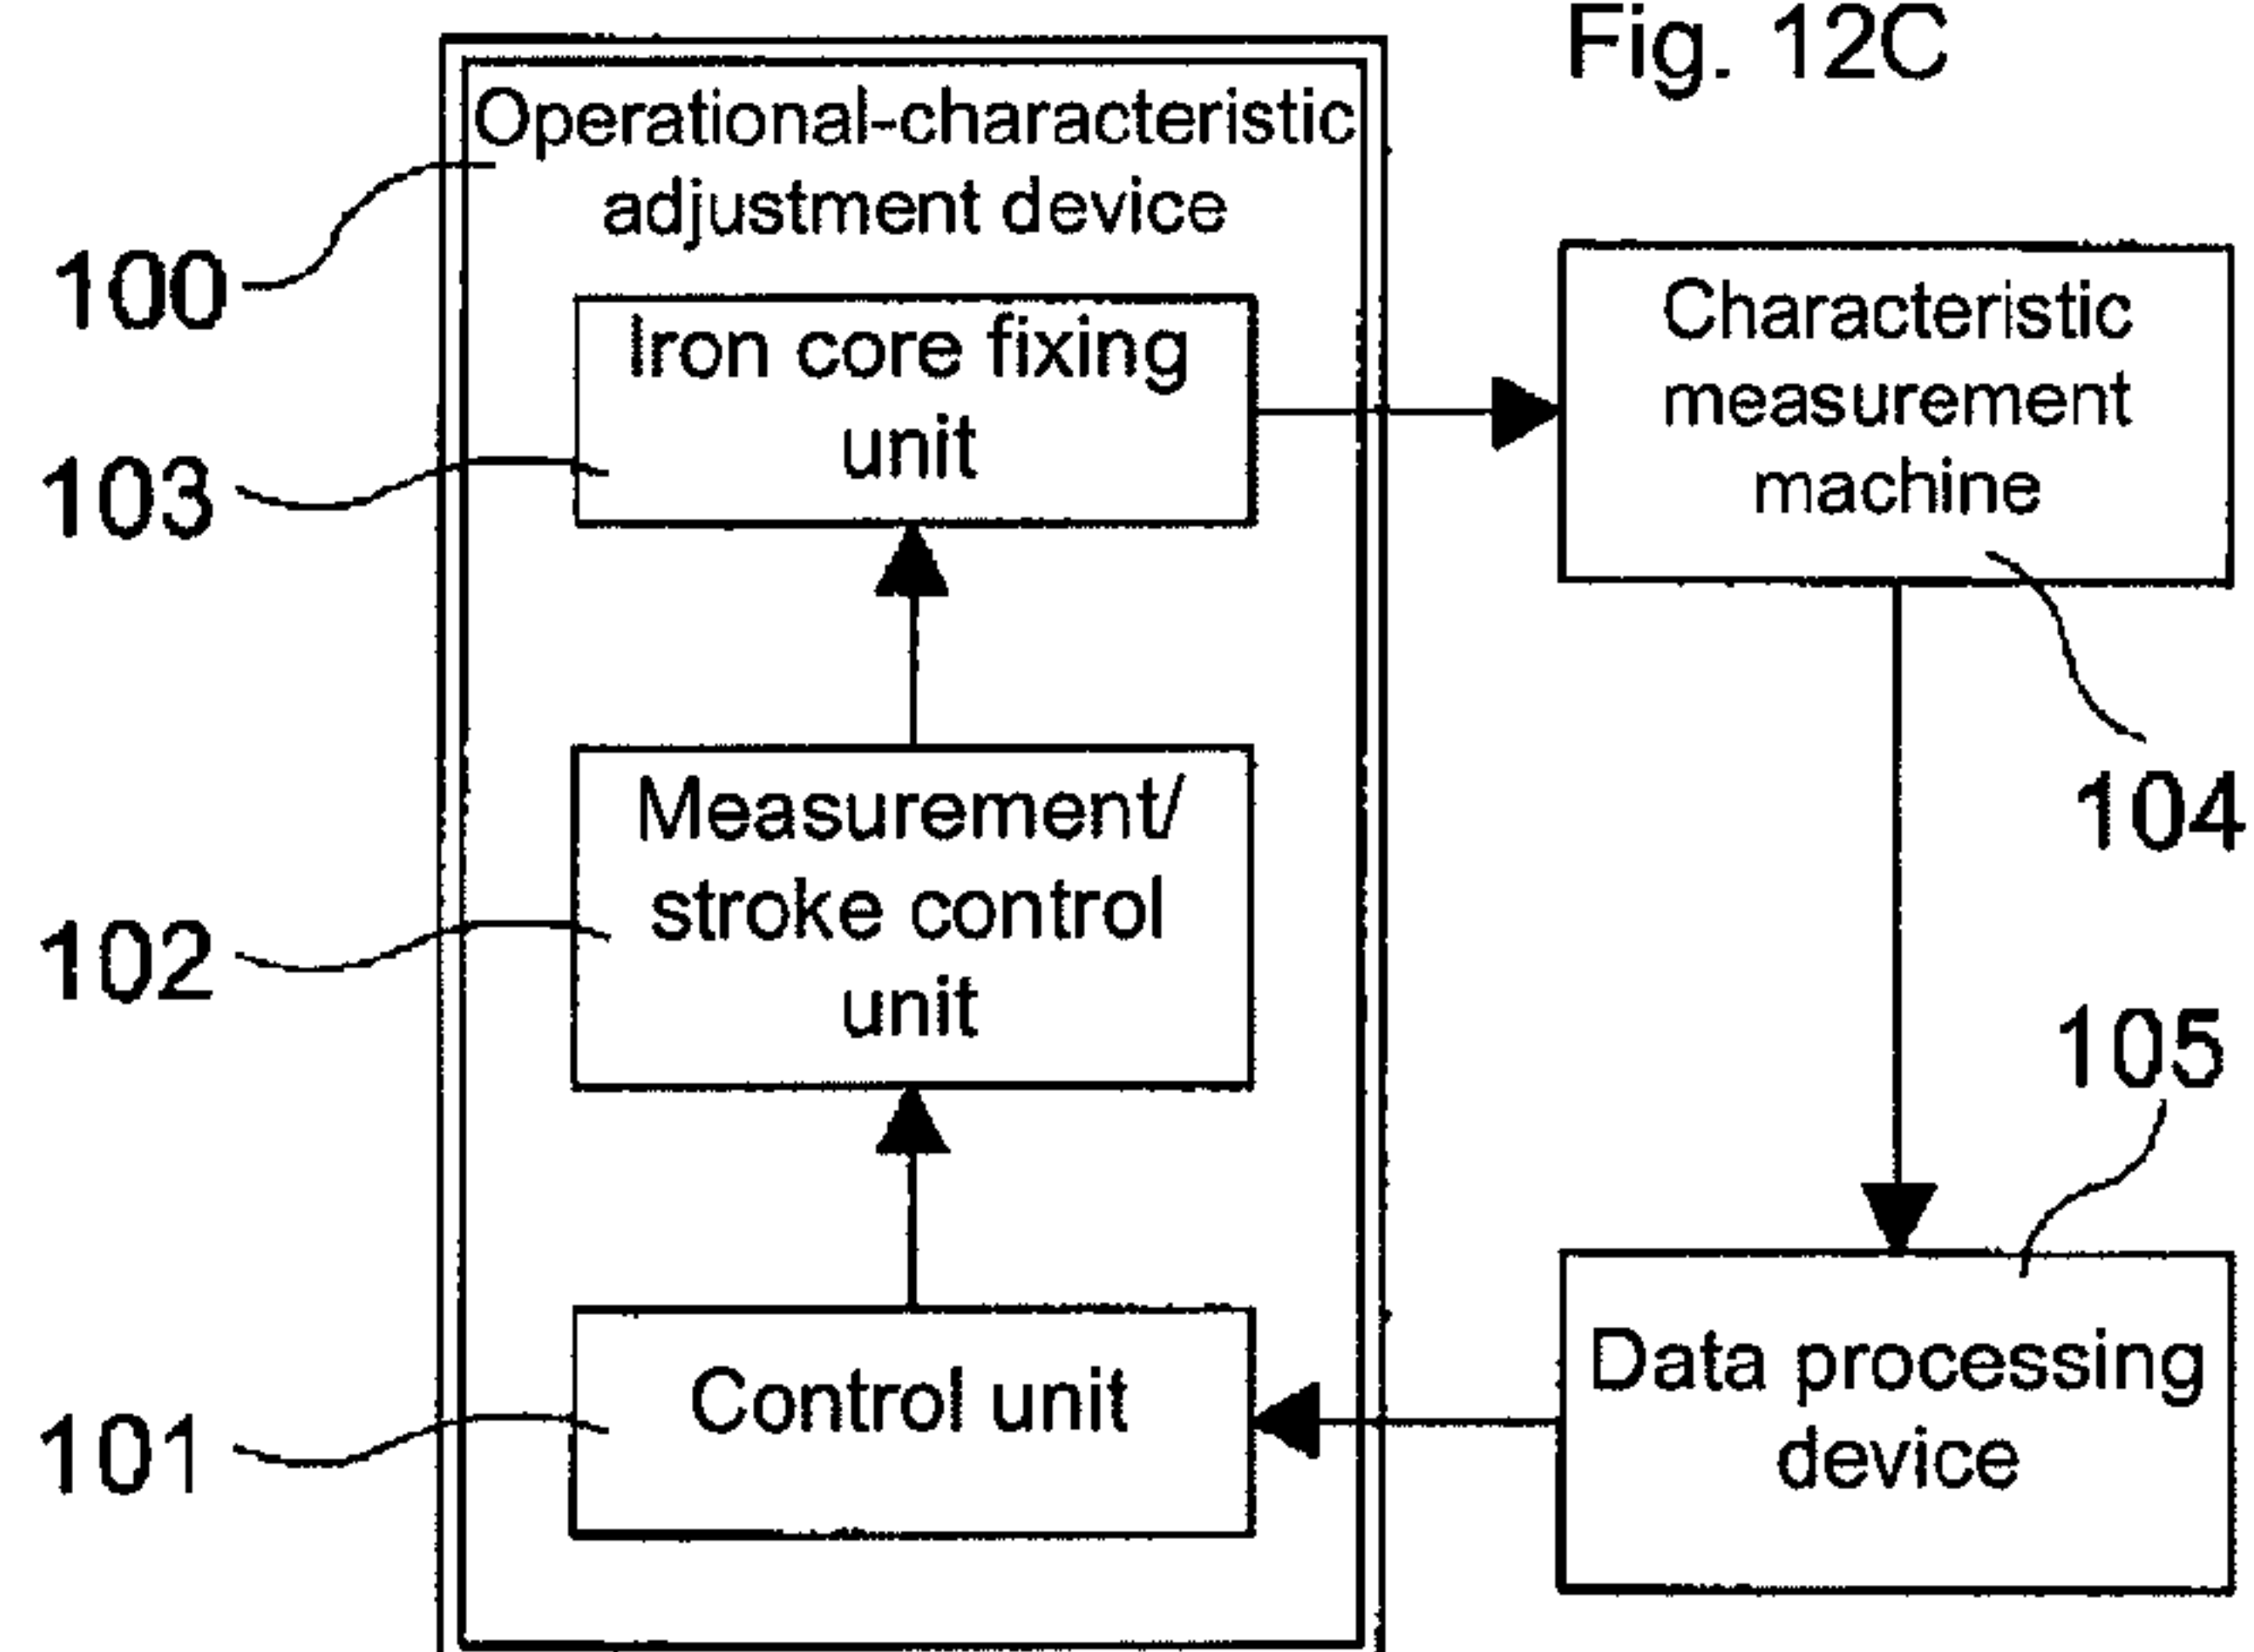 Fig. 12C
Operational-characteristic
adjustment device
100
Iron core fixing
unit
103
Characteristic
measurement
machine
104
Measurement/
stroke control
unit
102
105
Control unit
101
Data processing
device